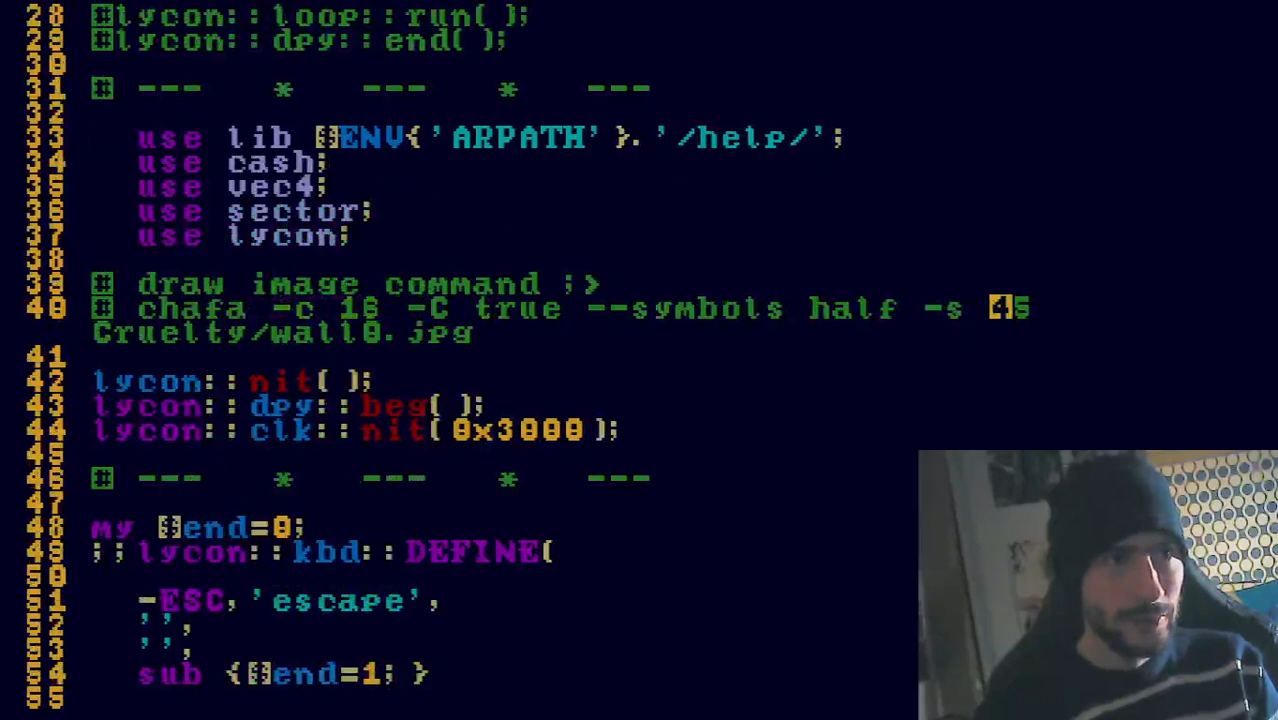 28 #lycon::loop::run( );
29 #lycon::dpy::end( );
30
31 # ---   *   ---   *   ---
32
33   use lib $ENV{'ARPATH'}.'/help/';
34   use cash;
35   use vec4;
36   use sector;
37   use lycon;
38
39 # draw image command ;>
40 # chafa -c 16 -C true --symbols half -s 45
Cruelty/wall0.jpg
41
42 lycon::nit( );
43 lycon::dpy::beg( );
44 lycon::clk::nit( 0x3000 );
45
46 # ---   *   ---   *   ---
47
48 my $end=0;
49 ;;lycon::kbd::DEFINE(
50
51   -ESC,'escape',
52   '',
53   '',
54   sub {$end=1; }
55